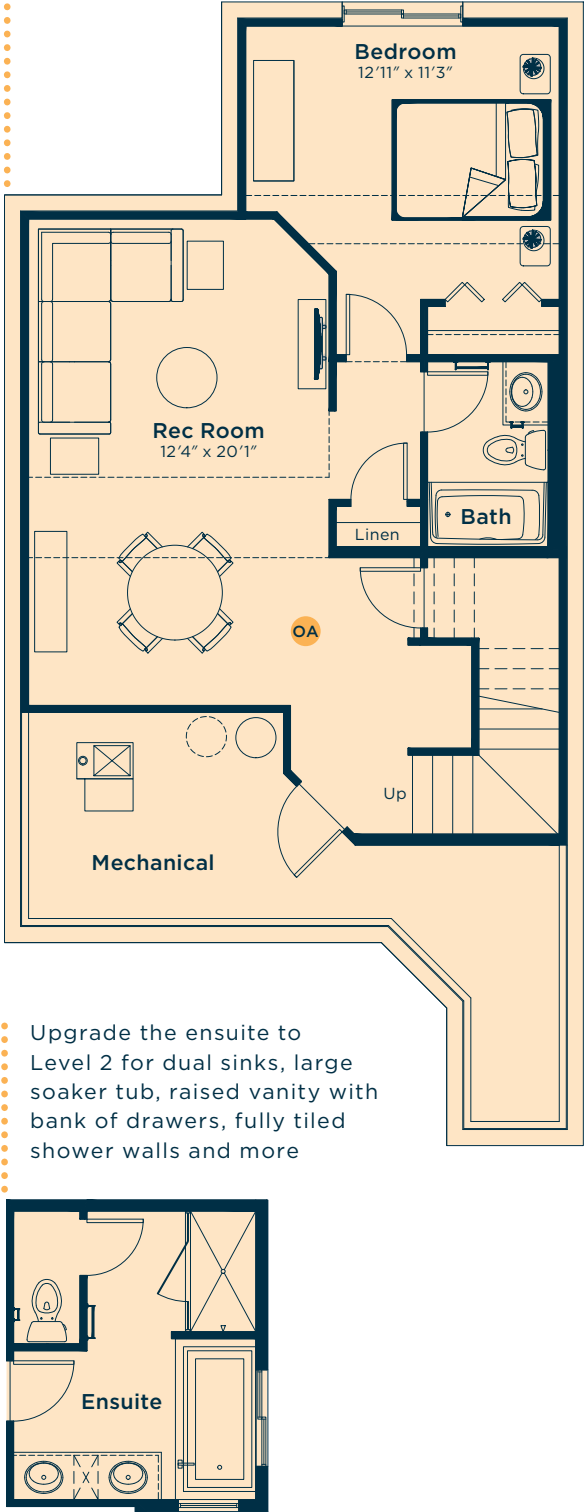 Bedroom
12'11" x 11'3"
Rec Room
12'4" x 20'1"
Linen
Bath
OA
Up
Mechanical
Upgrade the ensuite to
Level 2 for dual sinks, large
soaker tub, raised vanity with
bank of drawers, fully tiled
shower walls and more
Ensuite